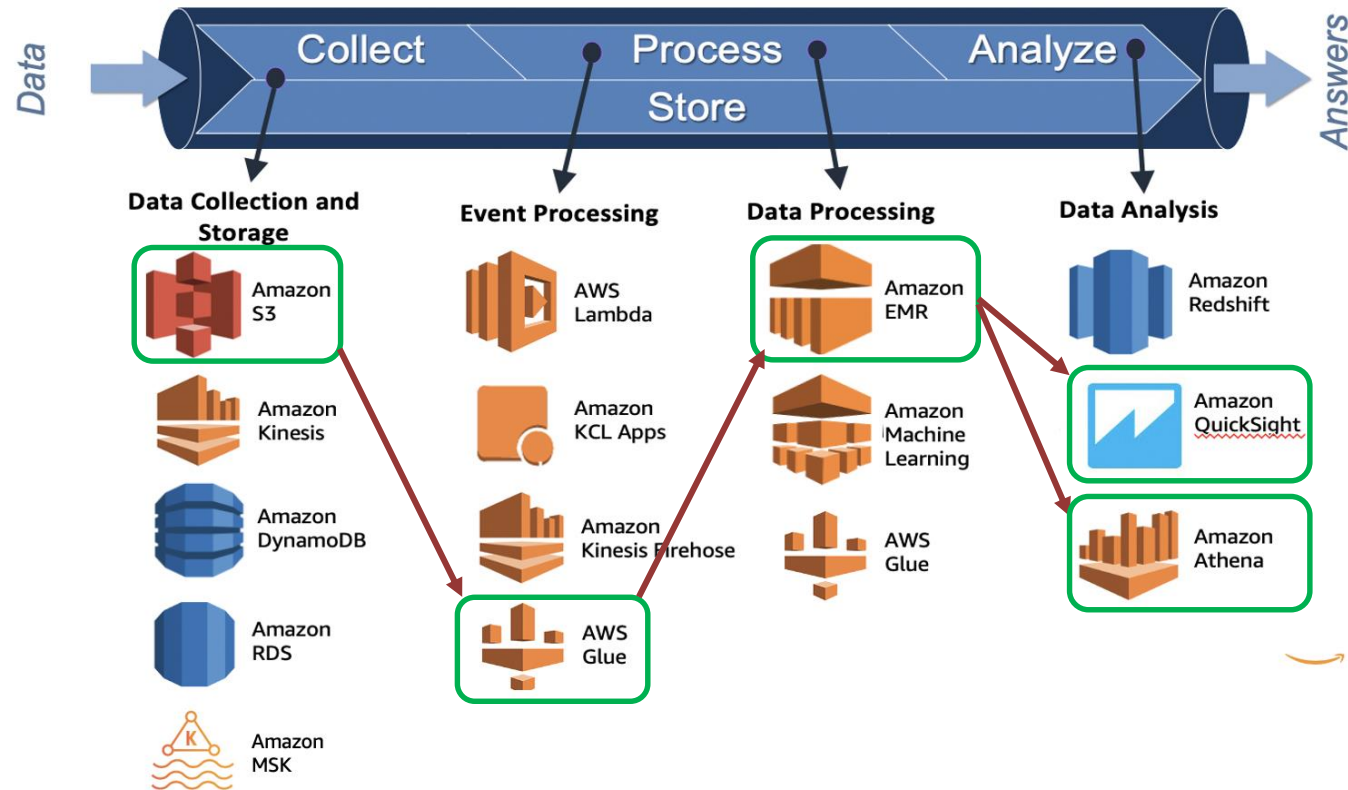 Data
Collect
Process
Analyze
Store
Answers
Data Collection and
Storage
Amazon
S3
Amazon
Kinesis
Amazon
DynamoDB
Amazon
RDS
K
Amazon
MSK
Event Processing
AWS
Lambda
Amazon
KCL Apps
Amazon
Kinesis Firehose
AWS
Glue
Data Processing
Amazon
EMR
Amazon
Machine
Learning
AWS
Glue
Data Analysis
Amazon
Redshift
Amazon
QuickSight
Amazon
Athena